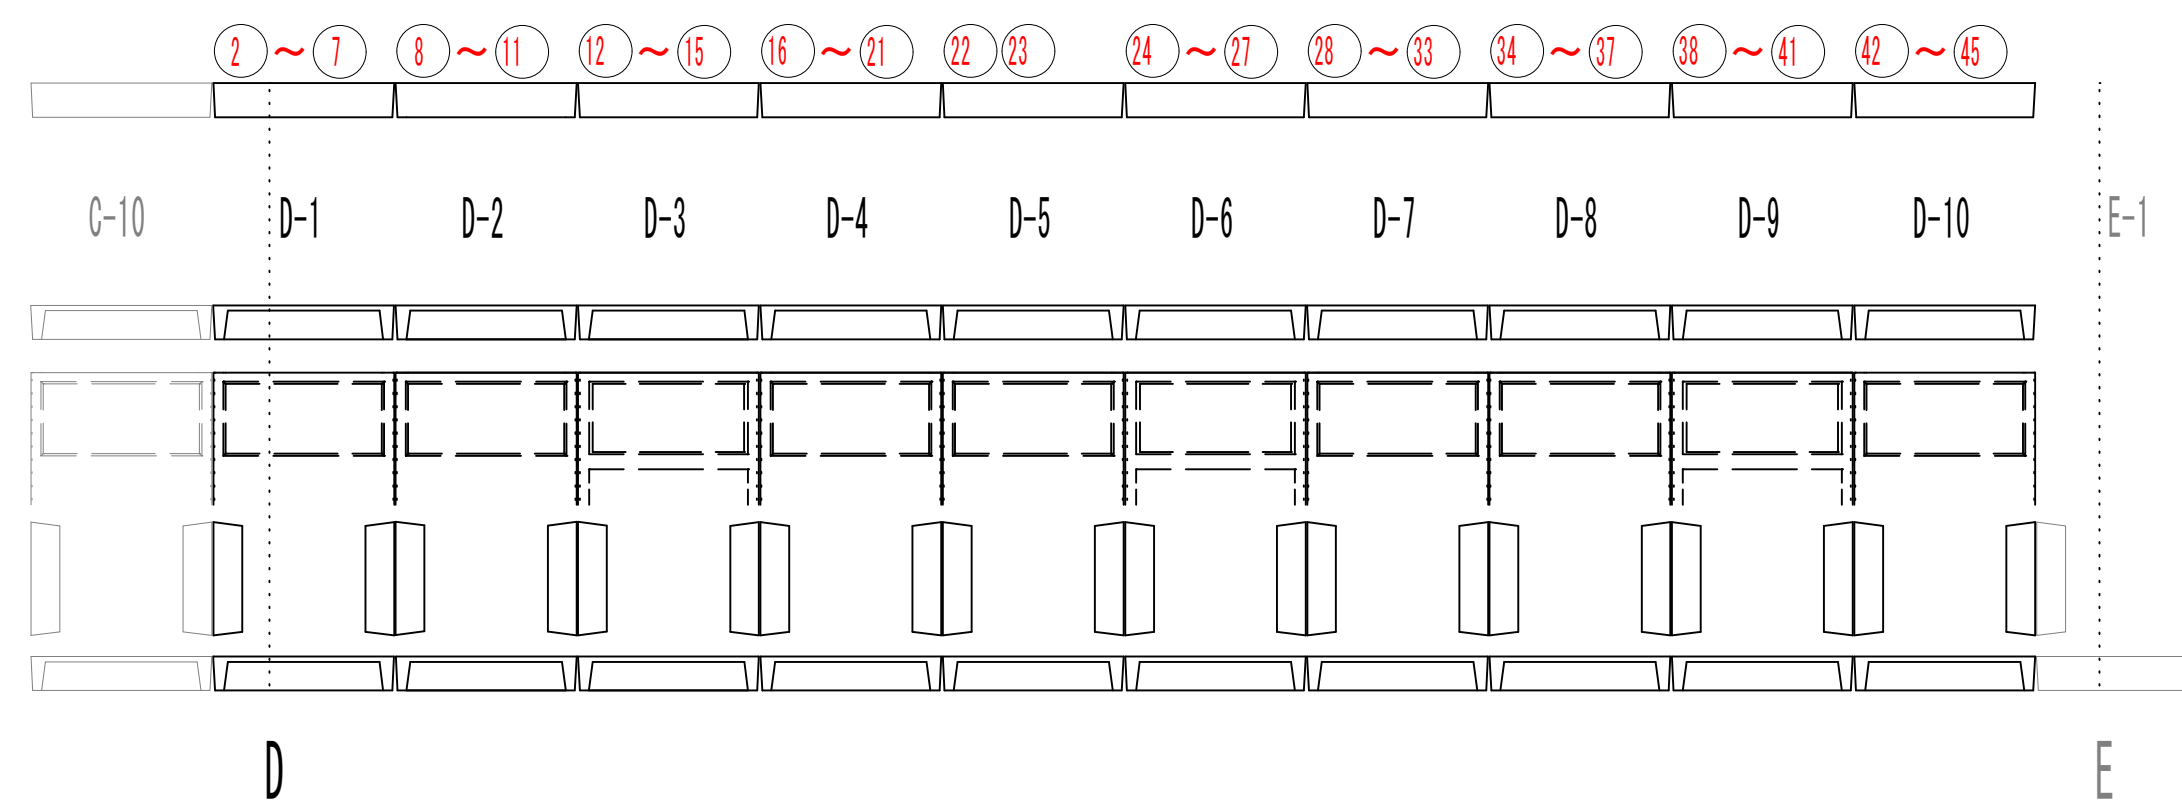 2 〜 7 8 〜 11 12 〜 15 16 〜 21 22 23 24 〜 27 28 〜 33 34 〜 37 38 〜 41 42 〜 45
C-10 D-1 D-2 D-3 D-4 D-5 D-6 D-7 D-8 D-9 D-10 E-1
D E